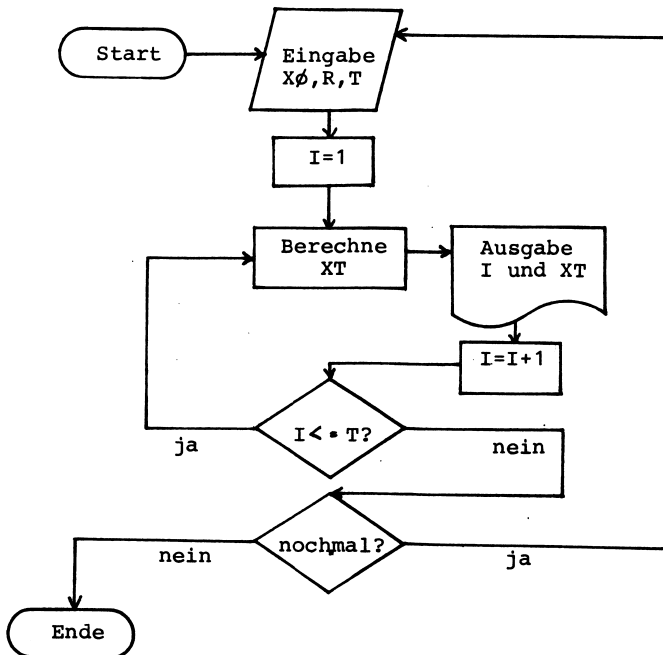 Start
Eingabe
XØ,R,T
I=1
Berechne
XT
Ausgabe
I und XT
I=I+1
I<= T?
ja
nein
nochmal?
nein
ja
Ende